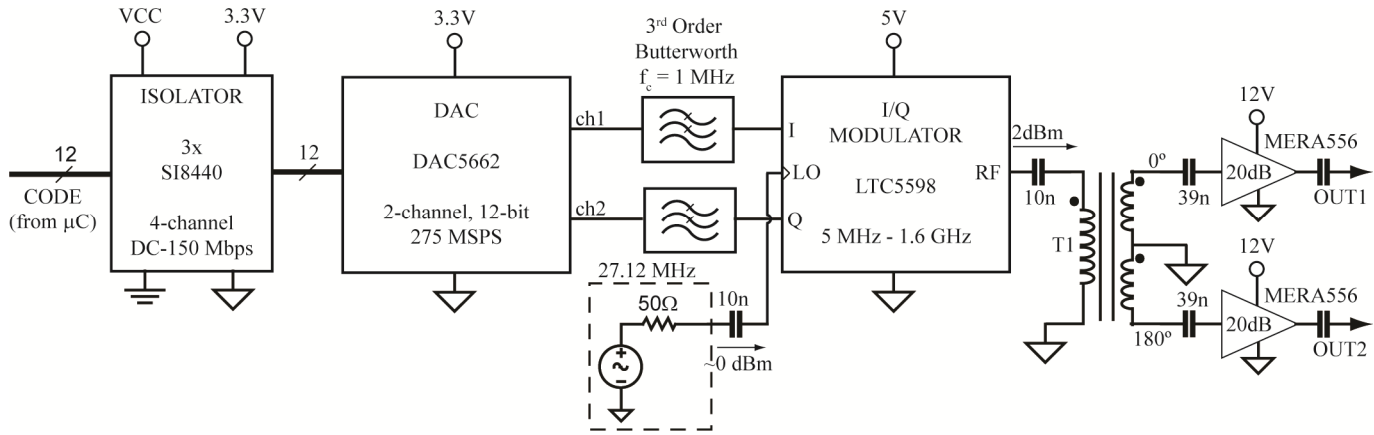 VCC
3.3V
ISOLATOR
3x
SI8440
4-channel
DC-150 Mbps
12
CODE
(from μC)
12
3.3V
DAC
DAC5662
2-channel, 12-bit
275 MSPS
ch1
ch2
3rd Order
Butterworth
fc = 1 MHz
27.12 MHz
50Ω
10n
~0 dBm
5V
I/Q
MODULATOR
LTC5598
5 MHz - 1.6 GHz
I
LO
Q
RF
2dBm
10n
T1
0º
180º
39n
12V
MERA556
20dB
OUT1
39n
12V
MERA556
20dB
OUT2